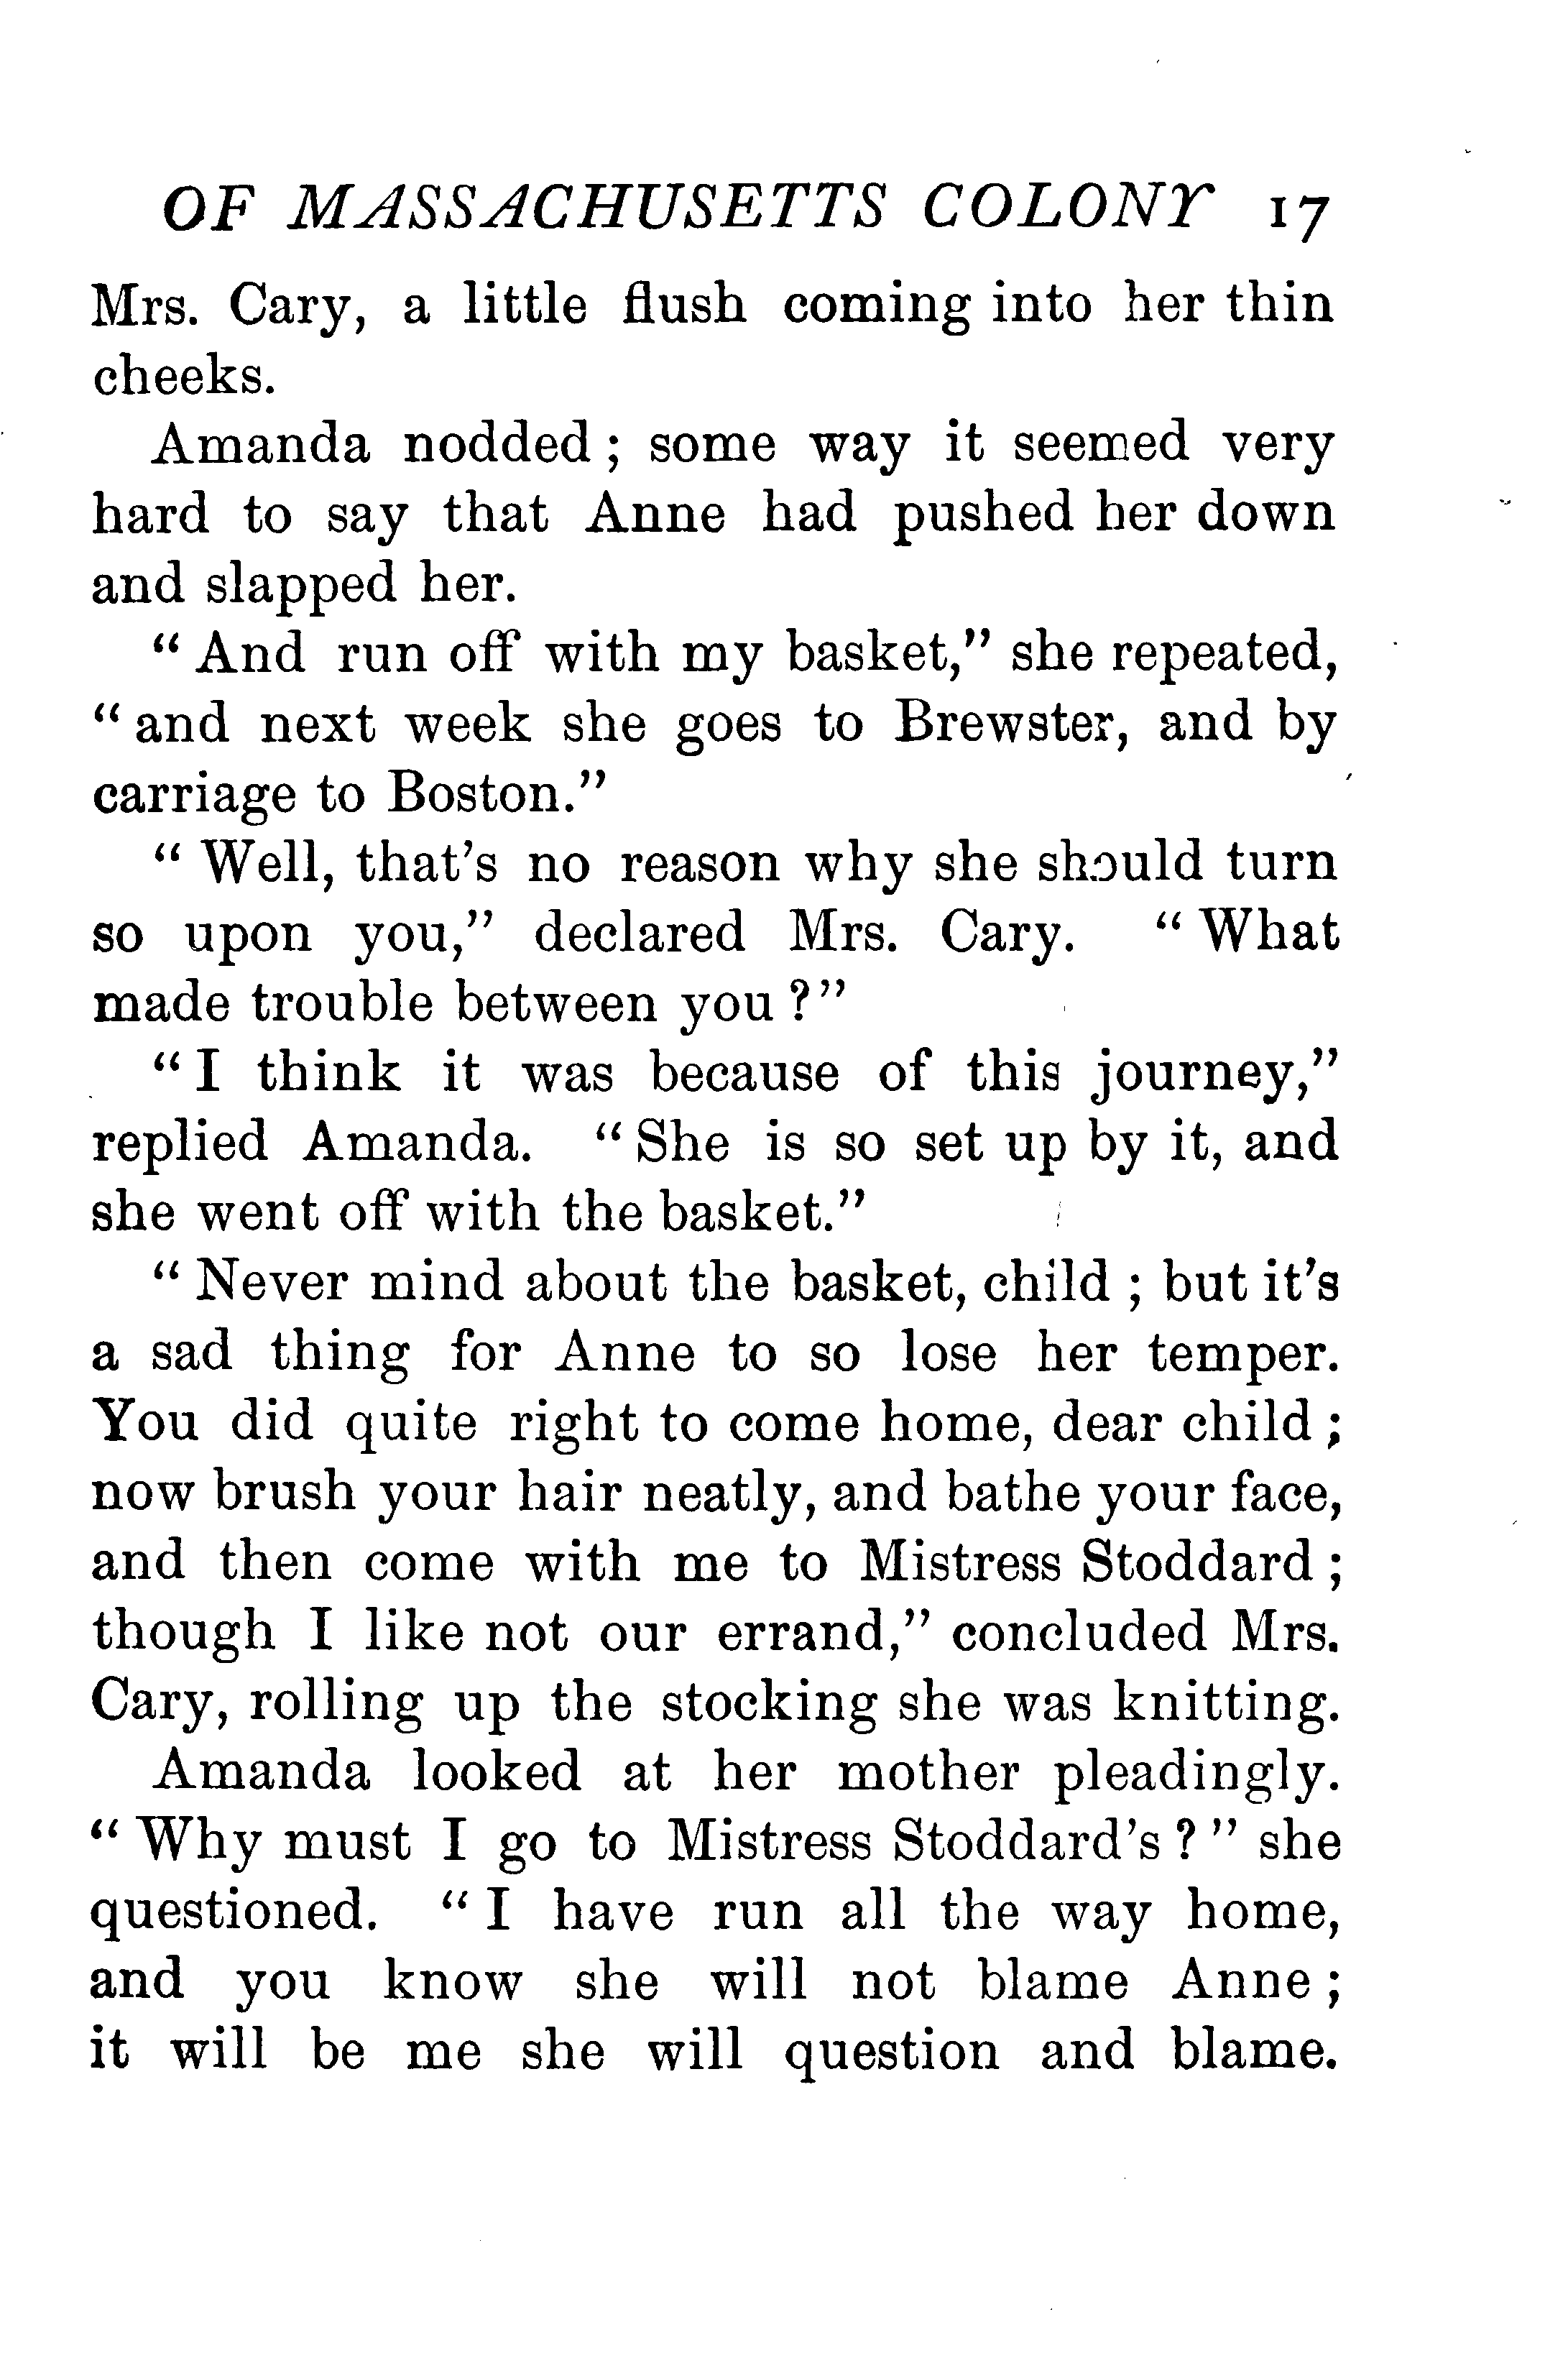 OF MASSACHUSETTS COLONY 17
Mrs. Cary, a little flush coming into her thin
cheeks.
Amanda nodded ; some way it seemed very
hard to say that Anne had pushed her down
and slapped her.
“ And run off with my basket,” she repeated,
“ and next week she goes to Brewster, and by
carriage to Boston.”
“ Well, that’s no reason why she should turn
so upon you,” declared Mrs. Cary. “ What
made trouble between you ?”
“ I think it was because of this journey,”
replied Amanda. “ She is so set up by it, and
she went off with the basket.”
“ Never mind about the basket, child ; but it’s
a sad thing for Anne to so lose her temper.
You did quite right to come home, dear child ;
now brush your hair neatly, and bathe your face,
and then come with me to Mistress Stoddard ;
though I like not our errand,” concluded Mrs.
Cary, rolling up the stocking she was knitting.
Amanda looked at her mother pleadingly.
“ Why must I go to Mistress Stoddard’s ? ” she
questioned. “ I have run all the way home,
and you know she will not blame Anne ;
it will be me she will question and blame.